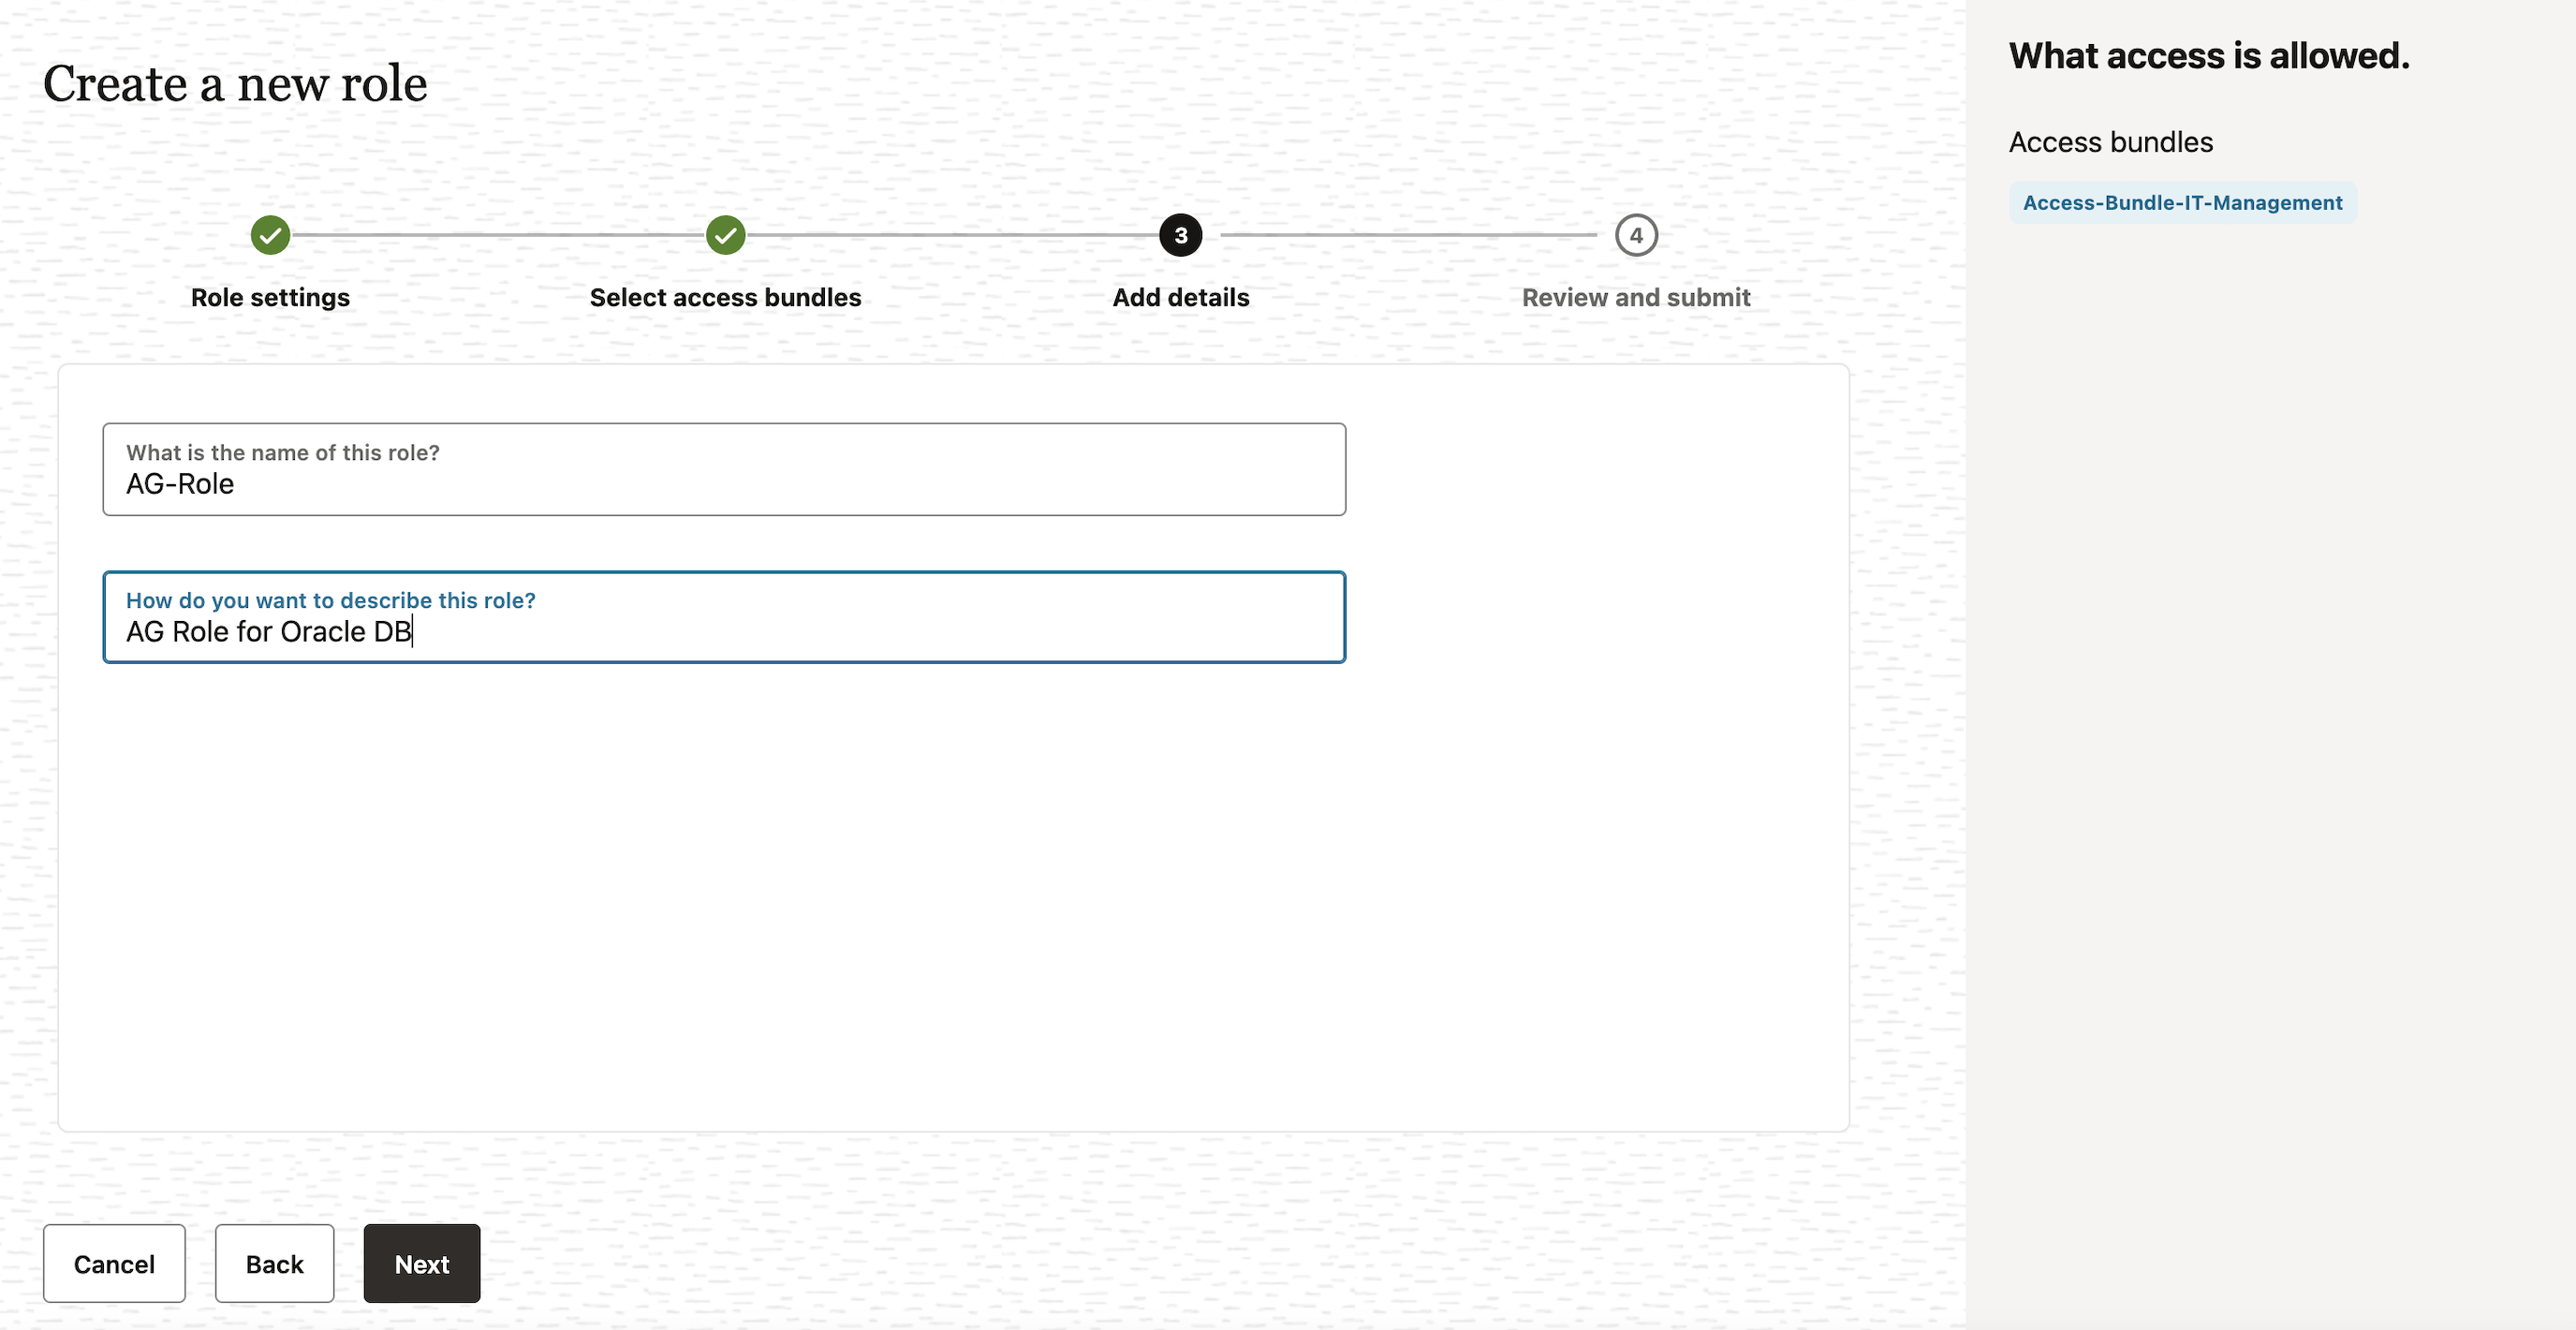 Create a new role
3
4
Role settings
Select access bundles
Add details
Review and submit
What is the name of this role?
AG-Role
How do you want to describe this role?
AG Role for Oracle DB
Cancel
Back
Next
What access is allowed.
Access bundles
Access-Bundle-IT-Management